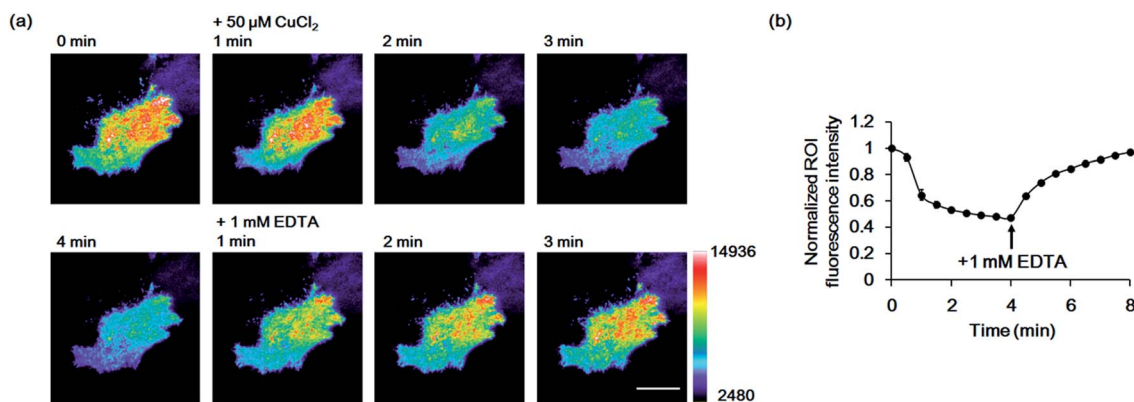 (a)
+ 50 µM CuCl₂
0 min 1 min 2 min 3 min
+ 1 mM EDTA
4 min 1 min 2 min 3 min
14936
2480
(b)
Normalized ROI
fluorescence intensity
1.2
1
0.8
0.6
0.4
0.2
0
+1 mM EDTA
0 2 4 6 8
Time (min)